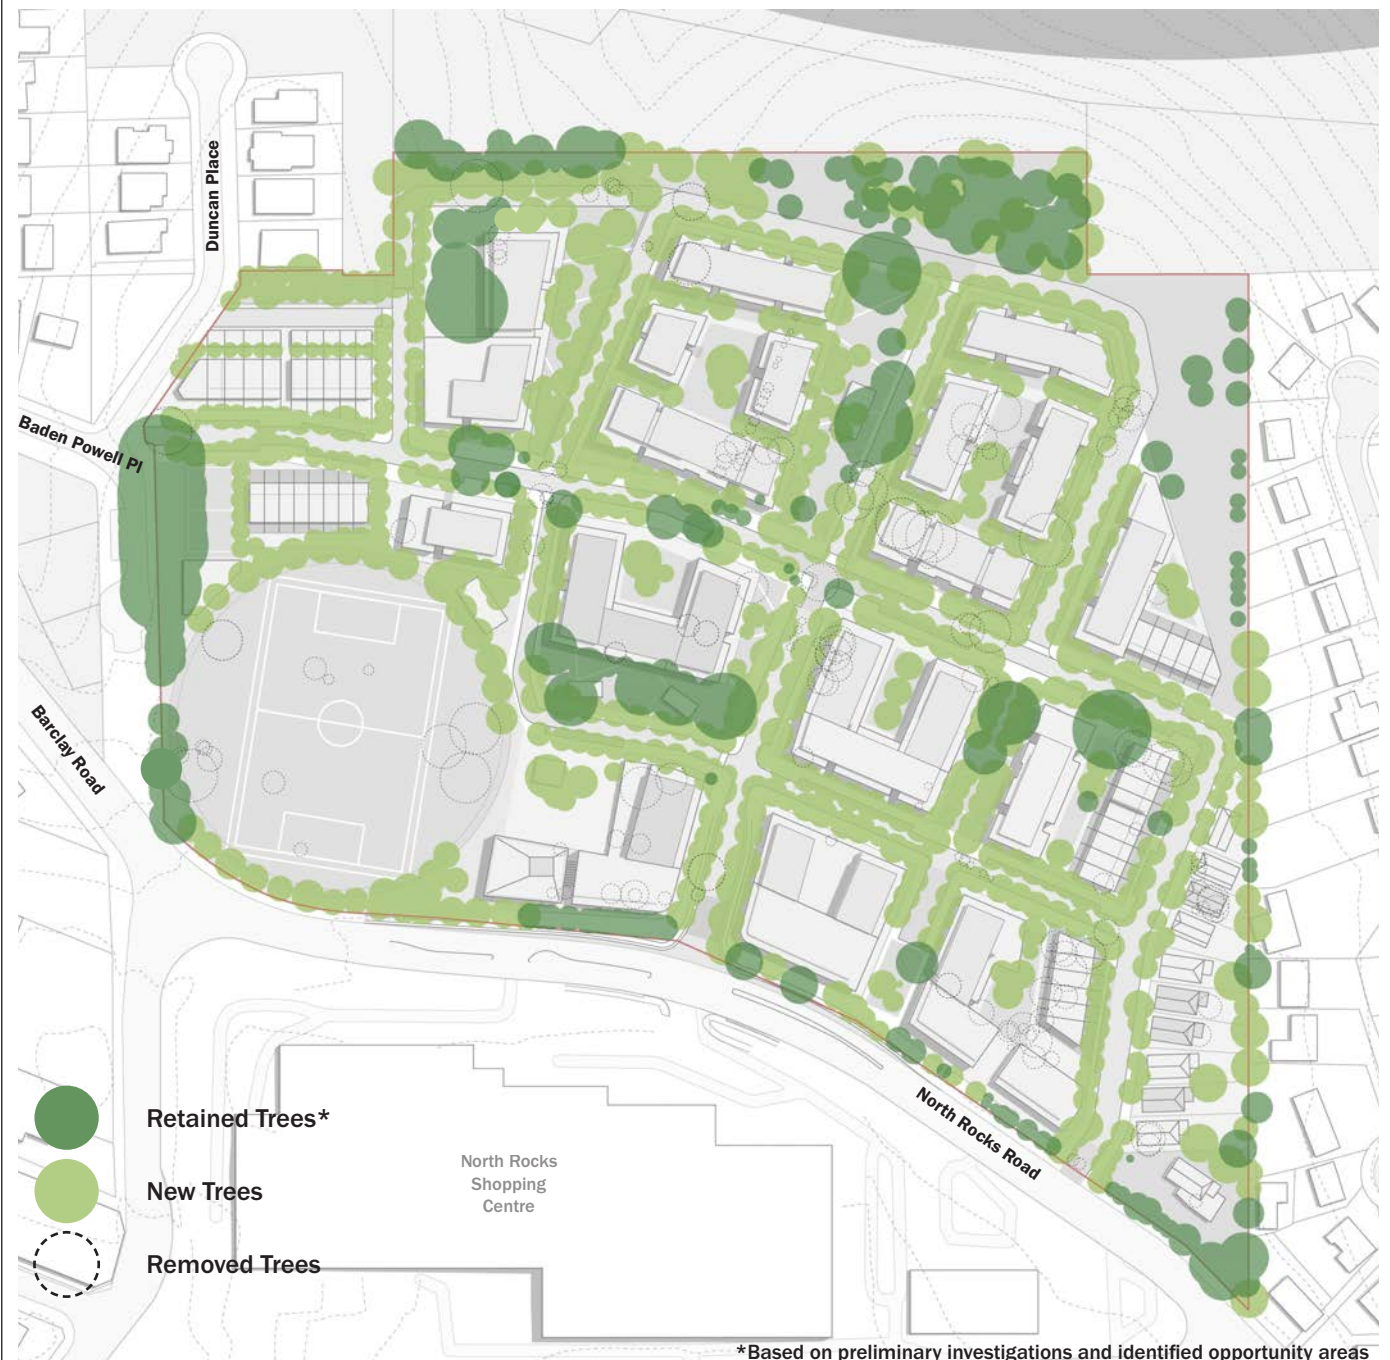 Duncan Place
Baden Powell Pl
Barclay Road
North Rocks Road
Retained Trees*
New Trees
Removed Trees
North Rocks
Shopping
Centre
*Based on preliminary investigations and identified opportunity areas